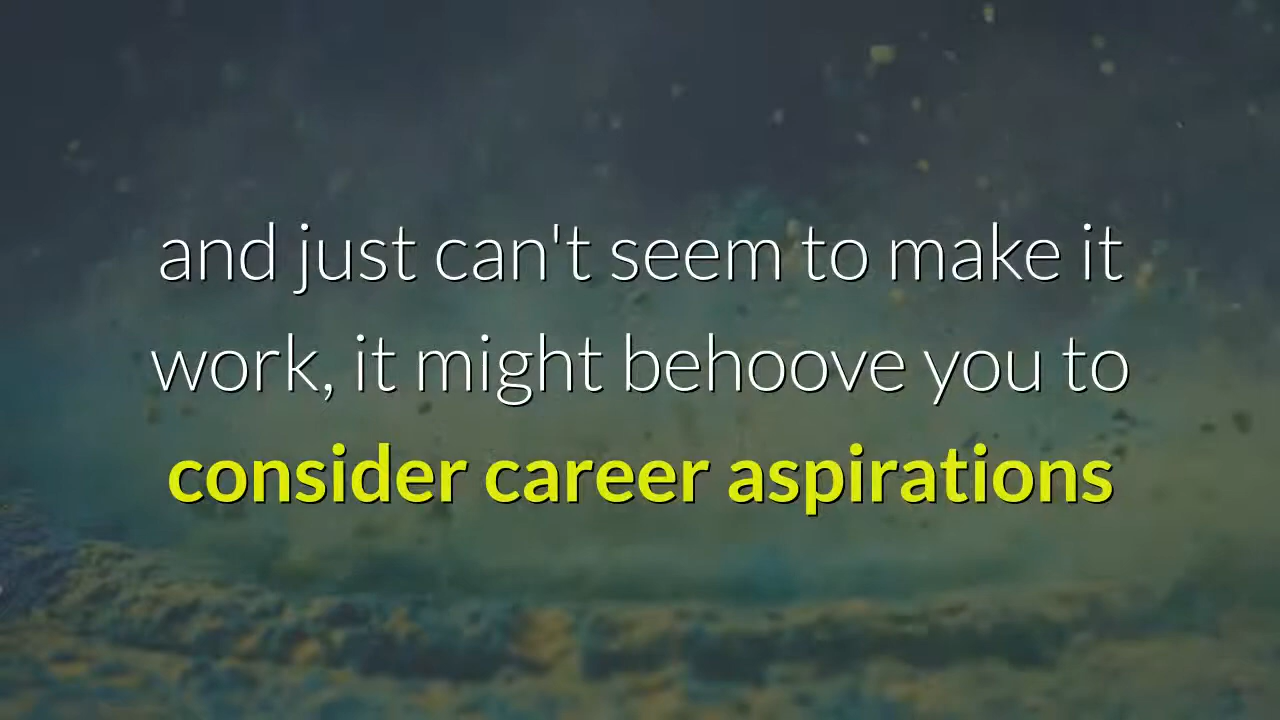 and just can't seem to make it
work, it might behoove you to
consider career aspirations